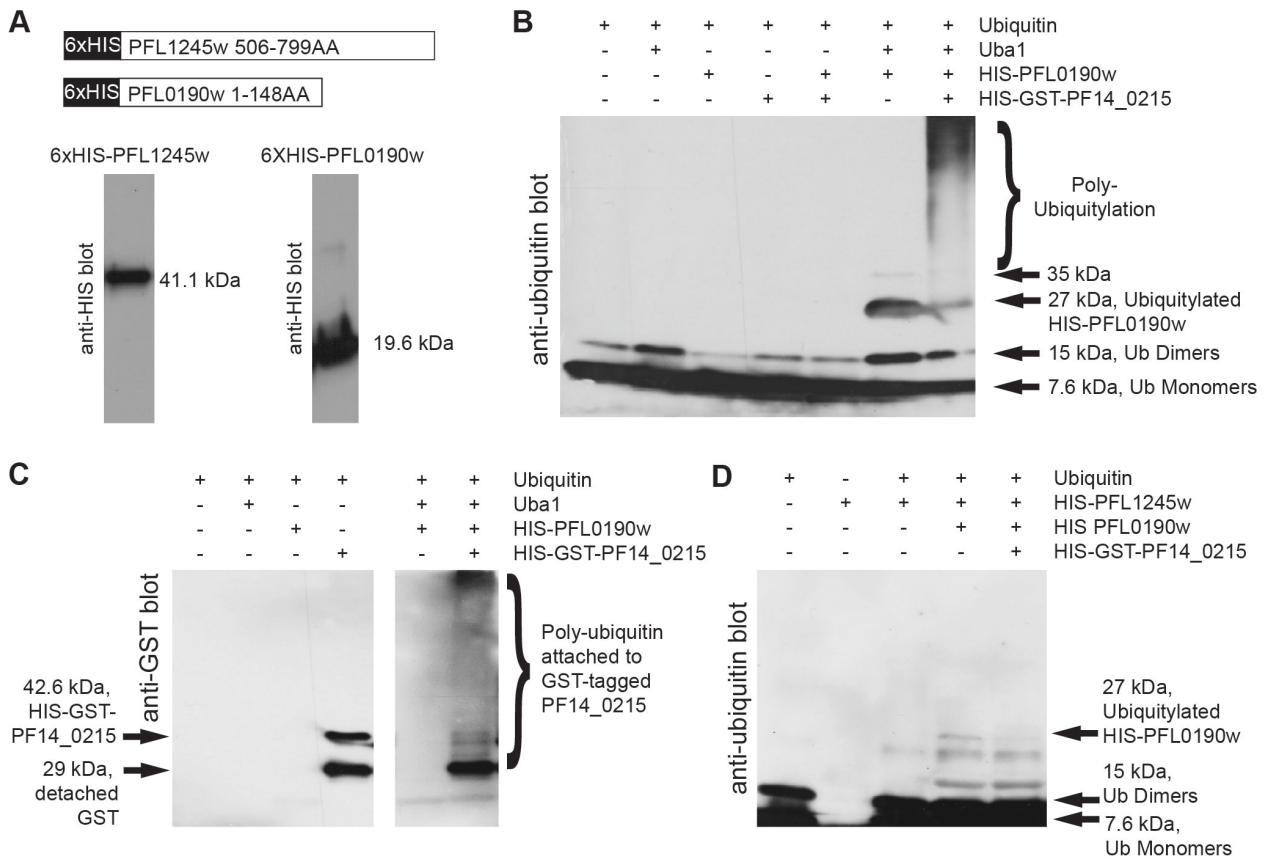 A
6xHIS PFL1245w 506-799AA
6xHIS PFL0190w 1-148AA
6xHIS-PFL1245w
6XHIS-PFL0190w
anti-HIS blot
41.1 kDa
anti-HIS blot
19.6 kDa
B
+ + + + + + + Ubiquitin
- + - - - + + Uba1
- - + - + + + HIS-PFL0190w
- - - + + - + HIS-GST-PF14_0215
anti-ubiquitin blot
Poly-
Ubiquitylation
35 kDa
27 kDa, Ubiquitylated
HIS-PFL0190w
15 kDa, Ub Dimers
7.6 kDa, Ub Monomers
C
+ + + + + + Ubiquitin
- + - - + + Uba1
- - + - + + HIS-PFL0190w
- - - + - + HIS-GST-PF14_0215
anti-GST blot
42.6 kDa,
HIS-GST-
PF14_0215
29 kDa,
detached
GST
Poly-ubiquitin
attached to
GST-tagged
PF14_0215
D
+ - + + + Ubiquitin
- + + + + HIS-PFL1245w
- - - + + HIS PFL0190w
- - - - + HIS-GST-PF14_0215
anti-ubiquitin blot
27 kDa,
Ubiquitylated
HIS-PFL0190w
15 kDa,
Ub Dimers
7.6 kDa,
Ub Monomers